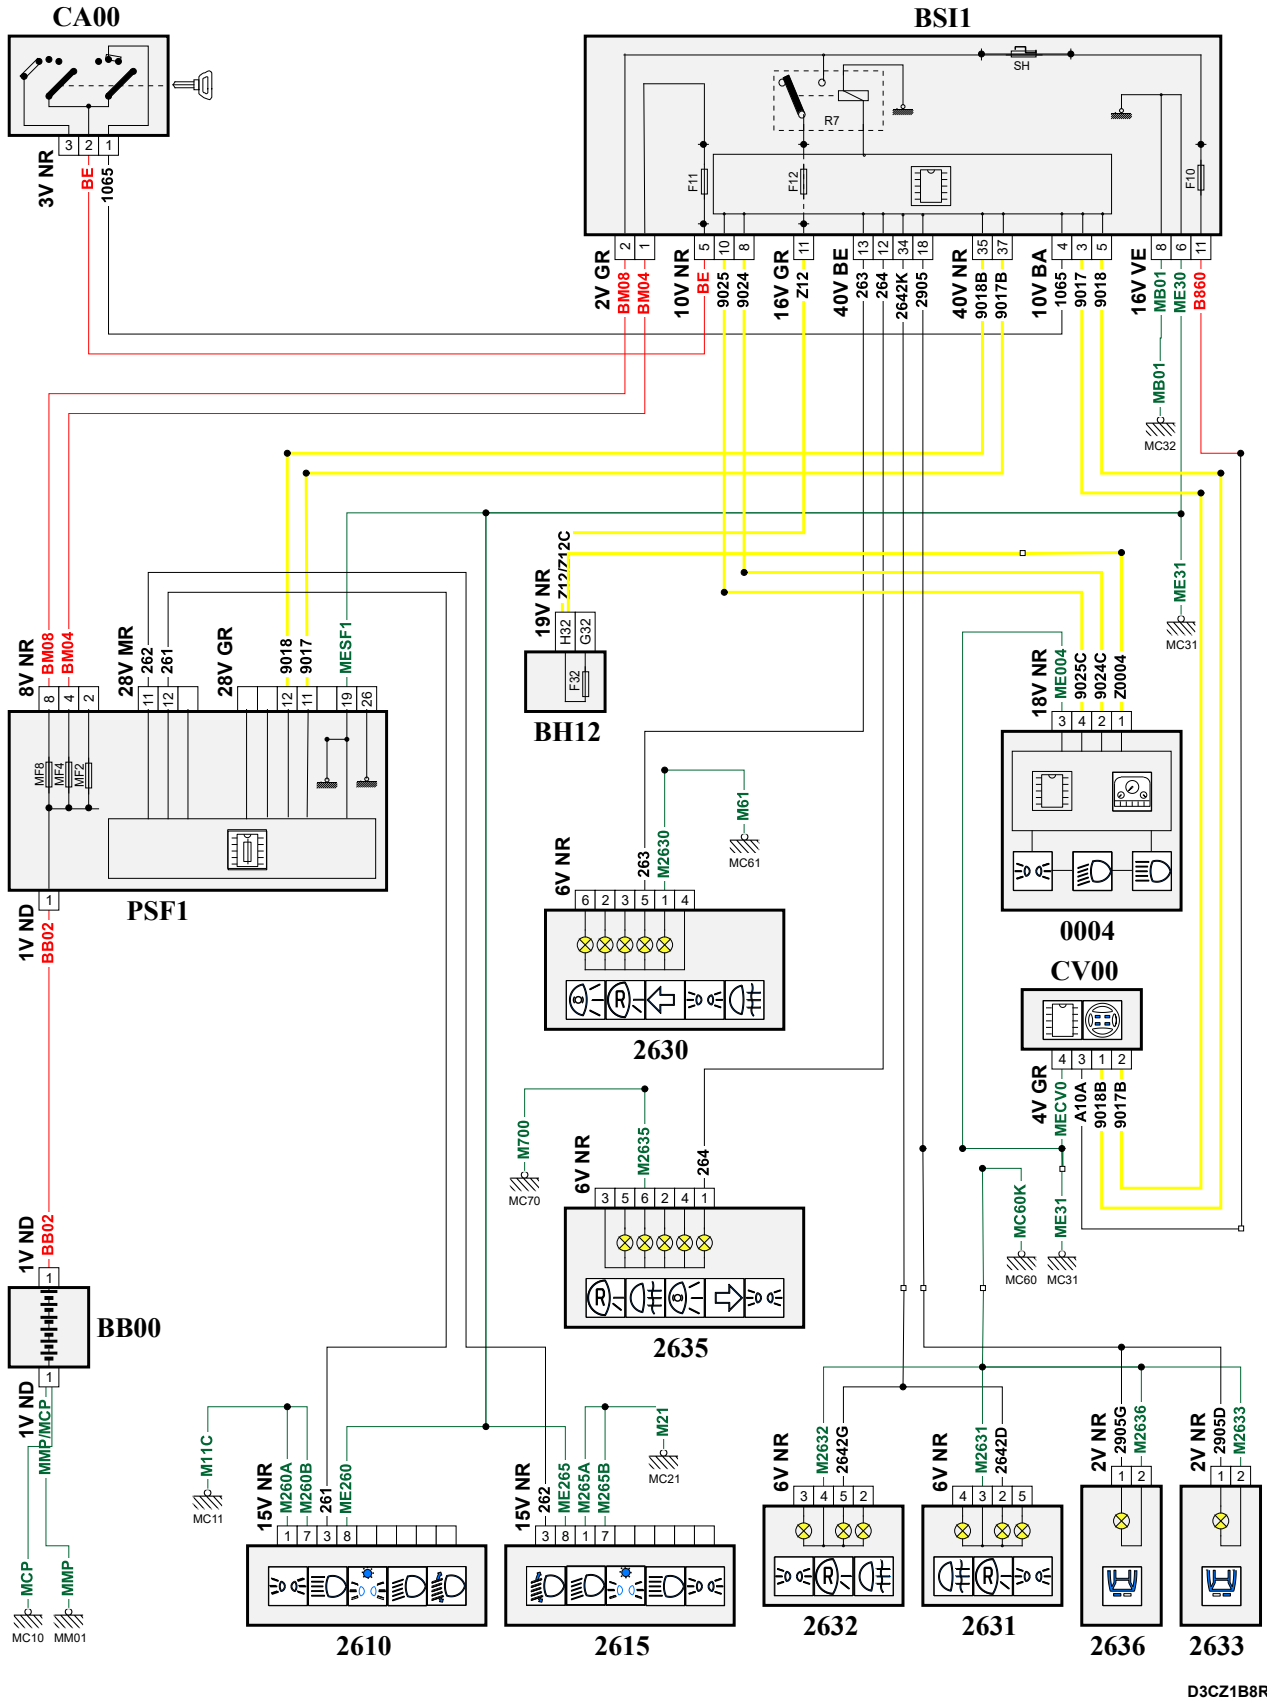 CA00
BSI1
SH
R7
F11
F12
F10
3 2 1
3V NR
BE
1065
2 1
5 10 8
11
13 12 34 18
35 37
4 3 5
8 6 11
2V GR
BM08
BM04
10V NR
BE
9025
9024
16V GR
Z12
40V BE
263
264
2642K
2905
40V NR
9018B
9017B
10V BA
1065
9017
9018
16V VE
MB01
ME30
B860
MB01
MC32
ME31
MC31
19V NR
Z12/Z12C
H32 G32
F32
BH12
8V NR
BM08
BM04
28V MR
262
261
28V GR
9018
9017
MESF1
8 4 2
11 12
12 11 19 26
MF8
MF4
MF2
PSF1
1
1V ND
BB02
18V NR
ME004
9025C
9024C
Z0004
3 4 2 1
0004
CV00
4 3 1 2
4V GR
MECV0
A10A
9018B
9017B
M61
MC61
6V NR
263
M2630
6 2 3 5 1 4
R
2630
M700
MC70
6V NR
M2635
264
3 5 6 2 4 1
R
2635
MC60K
MC60
ME31
MC31
1V ND
BB02
1
BB00
1
1V ND
MMP/MCP
MCP
MMP
MC10
MM01
M11C
MC11
15V NR
M260A
M260B
261
ME260
1 7 3 8
2610
15V NR
262
ME265
M265A
M265B
3 8 1 7
M21
MC21
2615
6V NR
M2632
2642G
3 4 5 2
R
2632
6V NR
M2631
2642D
4 3 2 5
R
2631
2V NR
2905G
M2636
1 2
2636
2V NR
2905D
M2633
1 2
2633
D3CZ1B8R